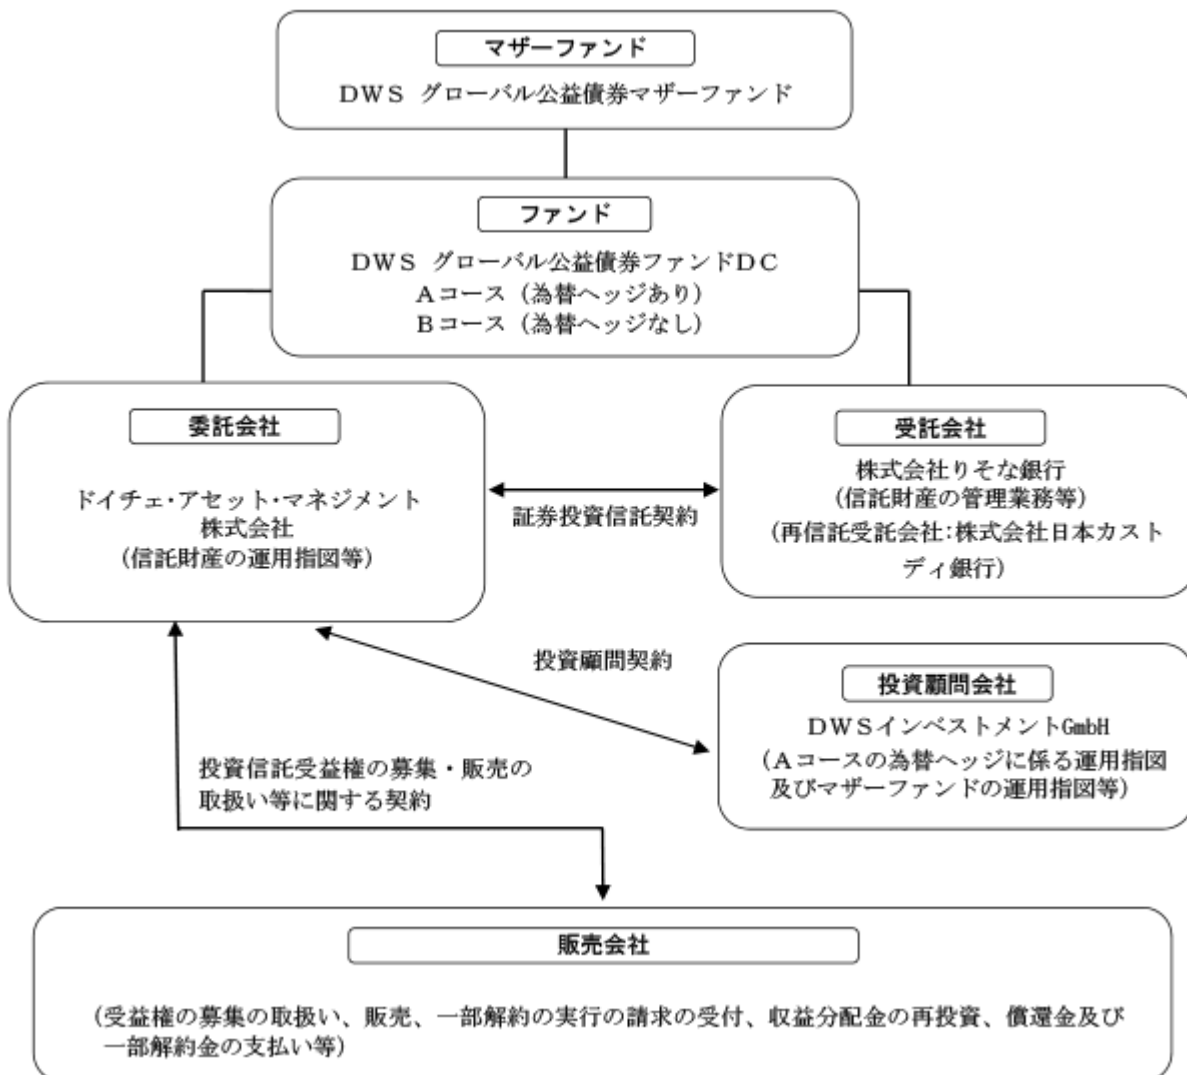 マザーファンド
DWS グローバル公益債券マザーファンド
ファンド
DWS グローバル公益債券ファンドDC
Aコース（為替ヘッジあり）
Bコース（為替ヘッジなし）
委託会社
ドイチェ・アセット・マネジメント
株式会社
（信託財産の運用指図等）
証券投資信託契約
受託会社
株式会社りそな銀行
（信託財産の管理業務等）
（再信託受託会社：株式会社日本カスト
ディ銀行）
投資顧問契約
投資顧問会社
DWSインベストメントGmbH
（Aコースの為替ヘッジに係る運用指図
及びマザーファンドの運用指図等）
投資信託受益権の募集・販売の
取扱い等に関する契約
販売会社
（受益権の募集の取扱い、販売、一部解約の実行の請求の受付、収益分配金の再投資、償還金及び
一部解約金の支払い等）